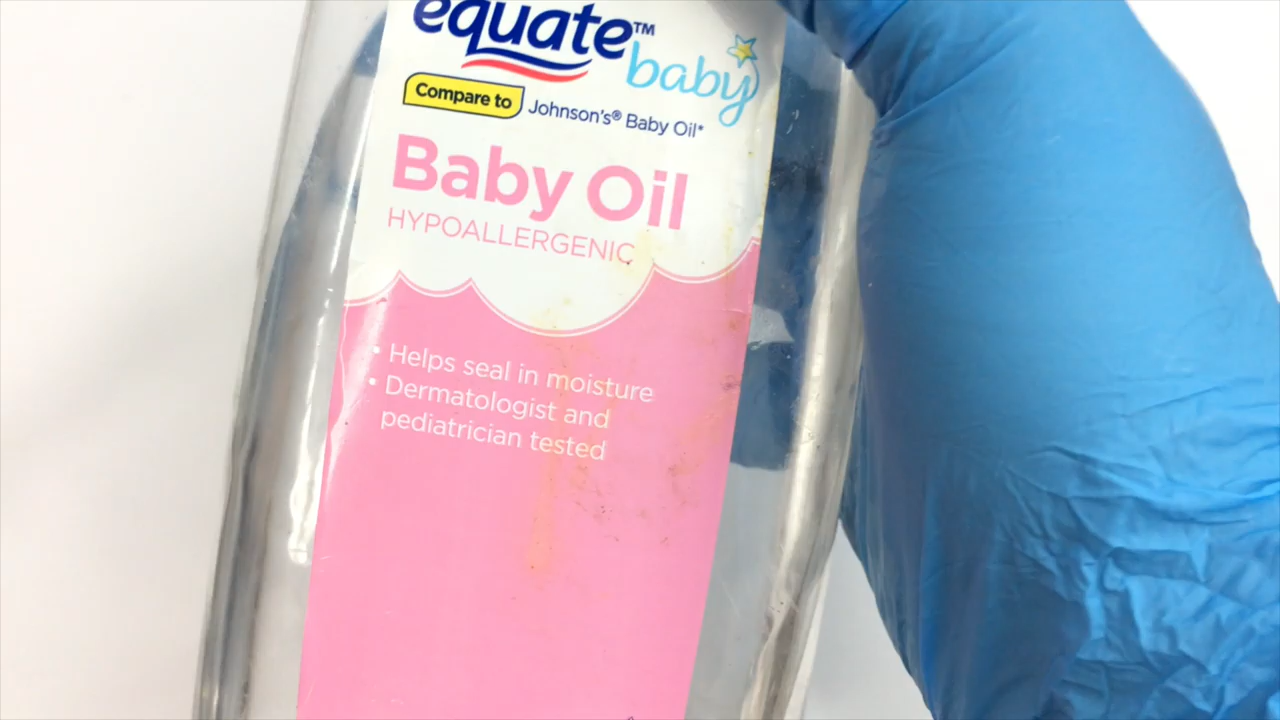 equate™
baby
Compare to Johnson's® Baby Oil*
Baby Oil
HYPOALLERGENIC
• Helps seal in moisture
• Dermatologist and
pediatrician tested